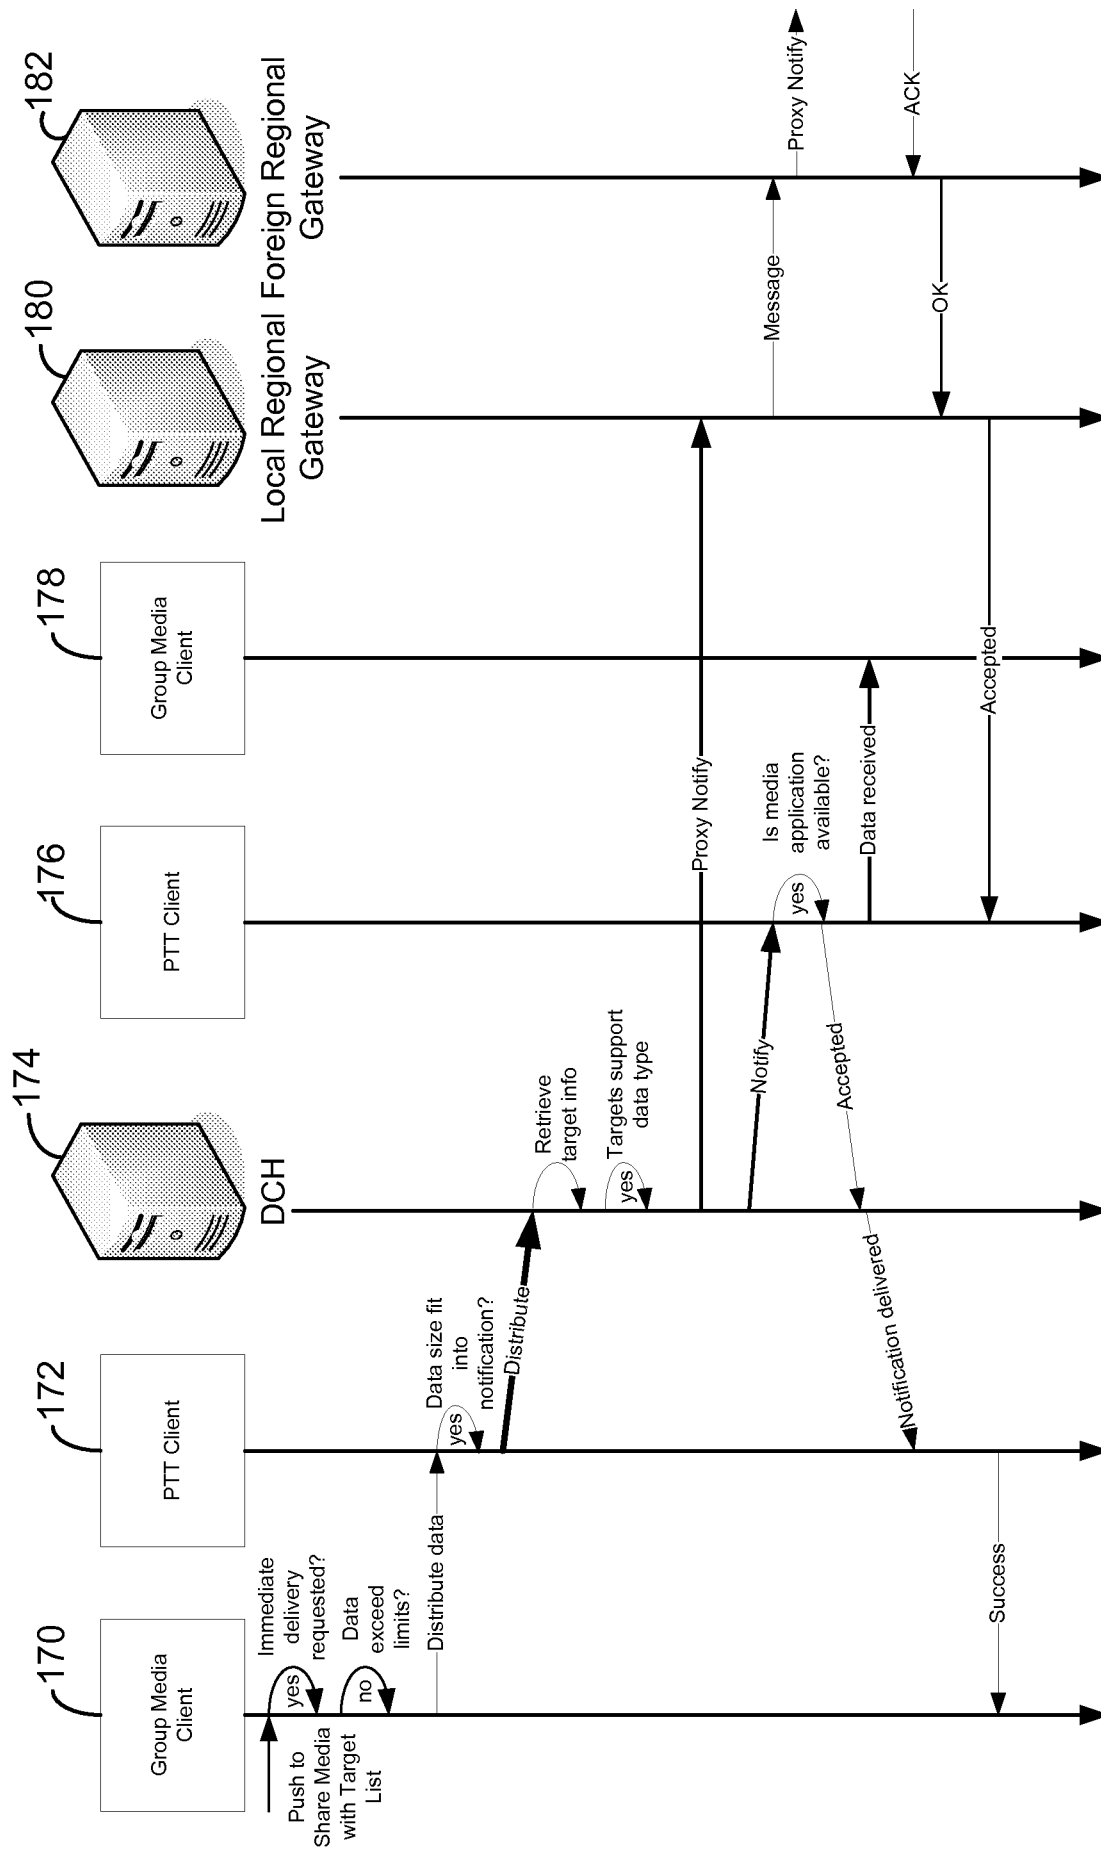 170
172
174
176
178
180
182
Group Media
Client
PTT Client
DCH
PTT Client
Group Media
Client
Local Regional
Gateway
Foreign Regional
Gateway
Push to
Share Media
with Target
List
Immediate
delivery
requested?
yes
Data
exceed
limits?
no
Distribute data
Data size fit
into
notification?
yes
Distribute
Retrieve
target info
Targets support
data type
yes
Proxy Notify
Notify
Message
Proxy Notify
Is media
application
available?
yes
Accepted
Data received
Notification delivered
ACK
OK
Accepted
Success